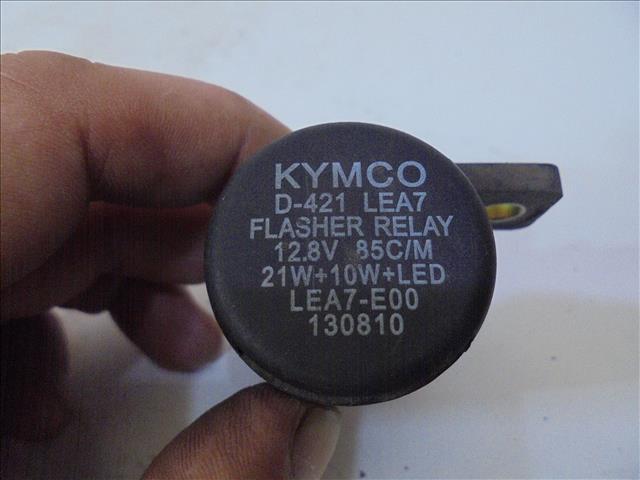 KYMCO
D-421 LEA7
FLASHER RELAY
12.8V 85C/M
21W+10W+LED
LEA7-E00
130810